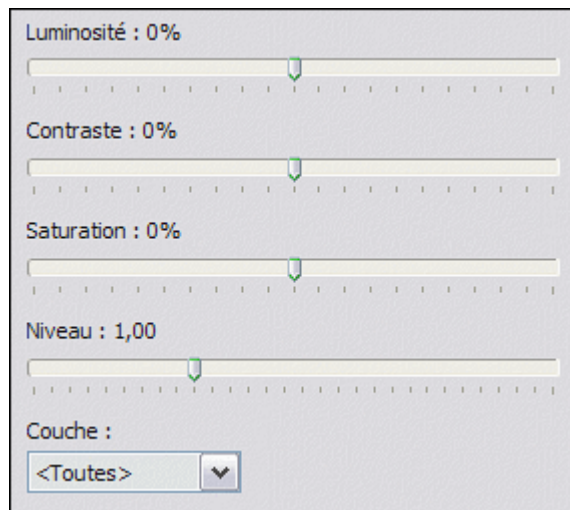 Luminosité : 0%
Contraste : 0%
Saturation : 0%
Niveau : 1,00
Couche :
<Toutes>